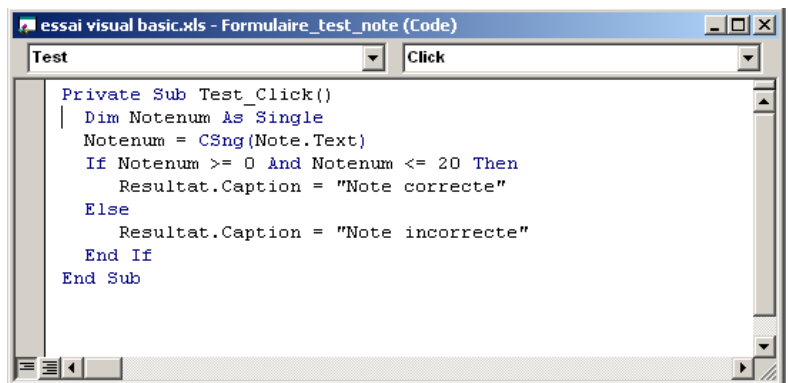 essai visual basic.xls - Formulaire_test_note (Code)
Test Click
Private Sub Test_Click()
Dim Notenum As Single
Notenum = CSng(Note.Text)
If Notenum >= 0 And Notenum <= 20 Then
Resultat.Caption = "Note correcte"
Else
Resultat.Caption = "Note incorrecte"
End If
End Sub